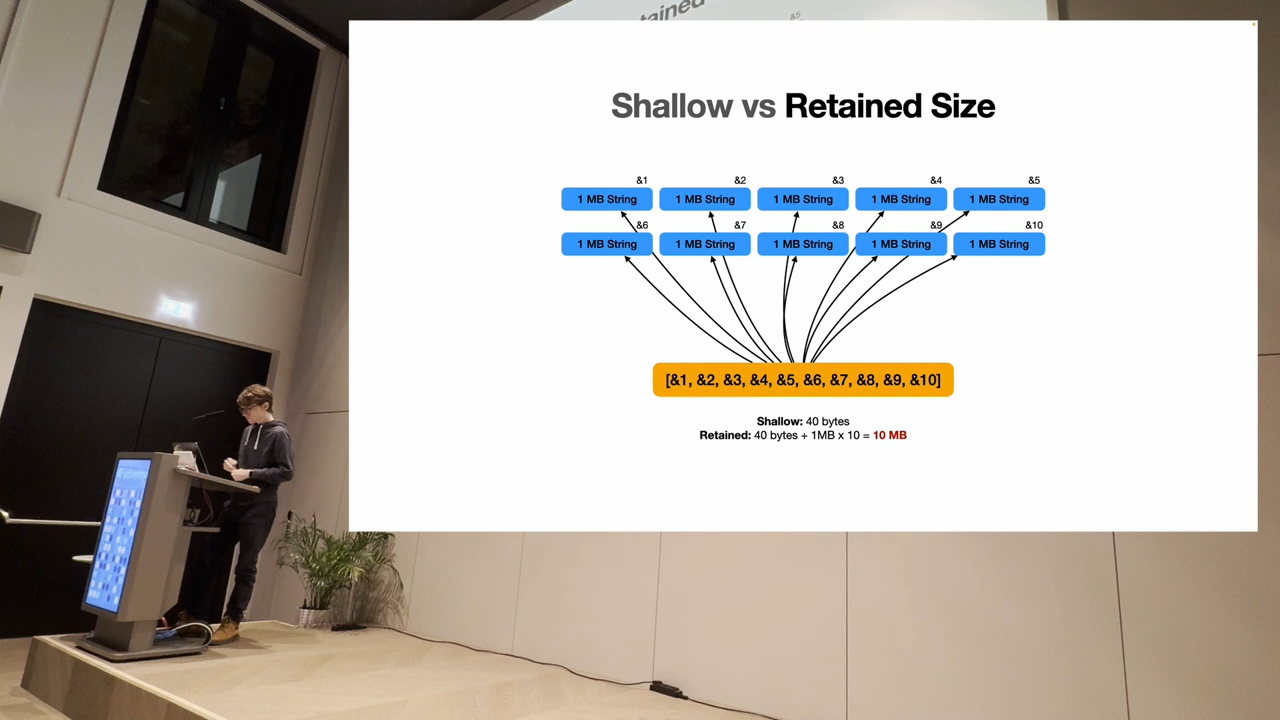 tained
&5
Shallow vs Retained Size
&1 &2 &3 &4 &5
1 MB String 1 MB String 1 MB String 1 MB String 1 MB String
&6 &7 &8 &9 &10
1 MB String 1 MB String 1 MB String 1 MB String 1 MB String
[&1, &2, &3, &4, &5, &6, &7, &8, &9, &10]
Shallow: 40 bytes
Retained: 40 bytes + 1MB x 10 = 10 MB